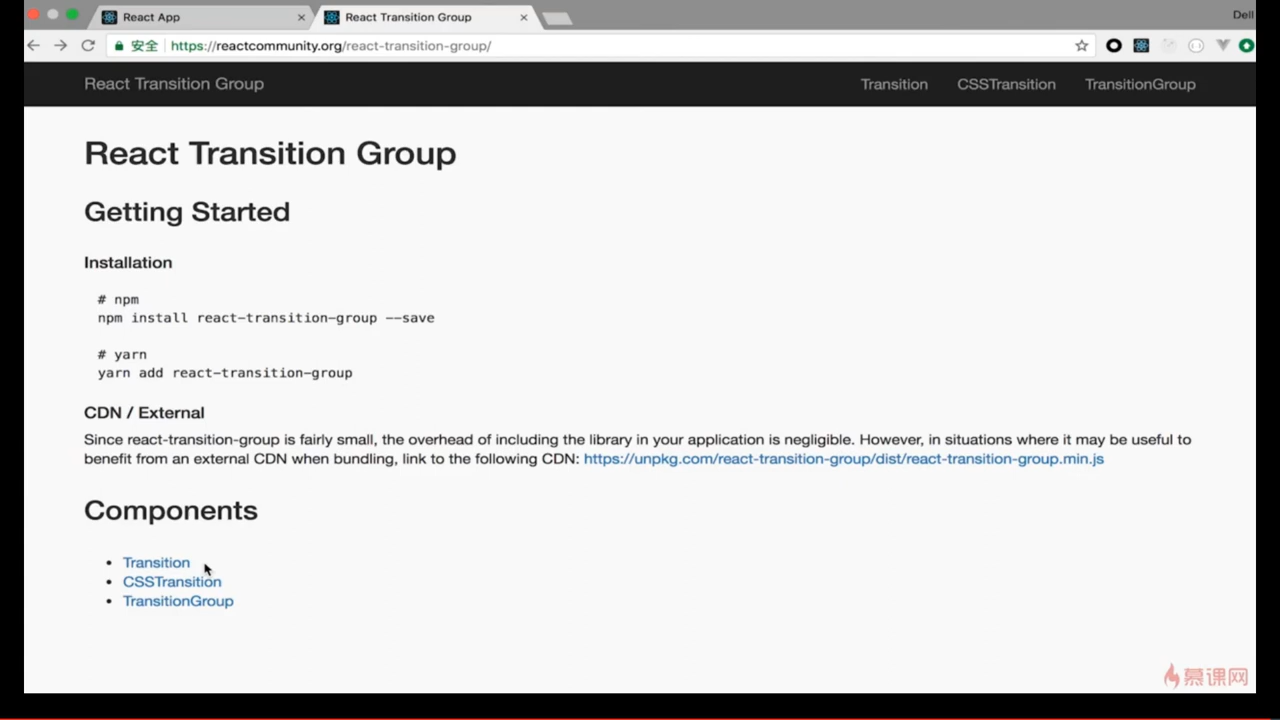 React App
React Transition Group
Dell
安全
https://reactcommunity.org/react-transition-group/
React Transition Group
Transition
CSSTransition
TransitionGroup
React Transition Group
Getting Started
Installation
# npm
npm install react-transition-group --save
# yarn
yarn add react-transition-group
CDN / External
Since react-transition-group is fairly small, the overhead of including the library in your application is negligible. However, in situations where it may be useful to
benefit from an external CDN when bundling, link to the following CDN: https://unpkg.com/react-transition-group/dist/react-transition-group.min.js
Components
• Transition
• CSSTransition
• TransitionGroup
慕课网